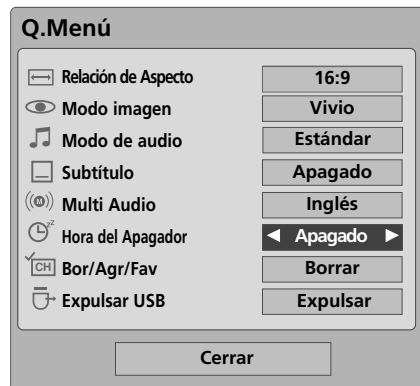 Q.Menú
Relación de Aspecto 16:9
Modo imagen Vivio
Modo de audio Estándar
Subtítulo Apagado
Multi Audio Inglés
Hora del Apagador ◄ Apagado ►
CH Bor/Agr/Fav Borrar
Expulsar USB Expulsar
Cerrar